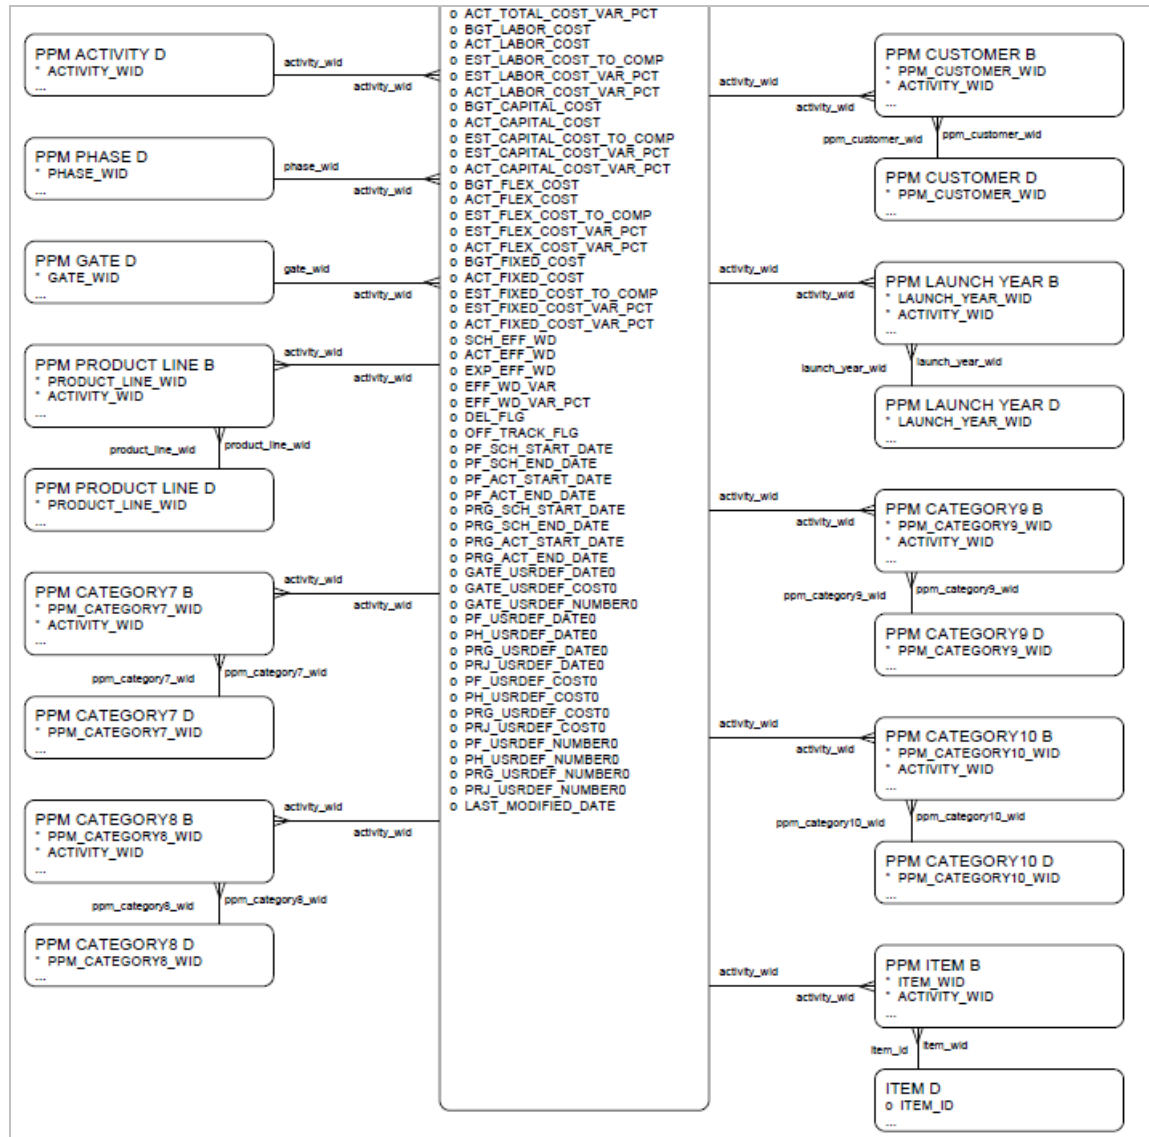 PPM ACTIVITY D
* ACTIVITY_WID
...
activity_wid
activity_wid
PPM PHASE D
* PHASE_WID
...
phase_wid
activity_wid
PPM GATE D
* GATE_WID
...
gate_wid
activity_wid
PPM PRODUCT LINE B
* PRODUCT_LINE_WID
* ACTIVITY_WID
...
activity_wid
activity_wid
product_line_wid
product_line_wid
PPM PRODUCT LINE D
* PRODUCT_LINE_WID
...
PPM CATEGORY7 B
* PPM_CATEGORY7_WID
* ACTIVITY_WID
...
activity_wid
activity_wid
ppm_category7_wid
ppm_category7_wid
PPM CATEGORY7 D
* PPM_CATEGORY7_WID
...
PPM CATEGORY8 B
* PPM_CATEGORY8_WID
* ACTIVITY_WID
...
activity_wid
activity_wid
ppm_category8_wid
ppm_category8_wid
PPM CATEGORY8 D
* PPM_CATEGORY8_WID
...
o ACT_TOTAL_COST_VAR_PCT
o BGT_LABOR_COST
o ACT_LABOR_COST
o EST_LABOR_COST_TO_COMP
o EST_LABOR_COST_VAR_PCT
o ACT_LABOR_COST_VAR_PCT
o BGT_CAPITAL_COST
o ACT_CAPITAL_COST
o EST_CAPITAL_COST_TO_COMP
o EST_CAPITAL_COST_VAR_PCT
o ACT_CAPITAL_COST_VAR_PCT
o BGT_FLEX_COST
o ACT_FLEX_COST
o EST_FLEX_COST_TO_COMP
o EST_FLEX_COST_VAR_PCT
o ACT_FLEX_COST_VAR_PCT
o BGT_FIXED_COST
o ACT_FIXED_COST
o EST_FIXED_COST_TO_COMP
o EST_FIXED_COST_VAR_PCT
o ACT_FIXED_COST_VAR_PCT
o SCH_EFF_WD
o ACT_EFF_WD
o EXP_EFF_WD
o EFF_WD_VAR
o EFF_WD_VAR_PCT
o DEL_FLG
o OFF_TRACK_FLG
o PF_SCH_START_DATE
o PF_SCH_END_DATE
o PF_ACT_START_DATE
o PF_ACT_END_DATE
o PRG_SCH_START_DATE
o PRG_SCH_END_DATE
o PRG_ACT_START_DATE
o PRG_ACT_END_DATE
o GATE_USRDEF_DATE0
o GATE_USRDEF_COST0
o GATE_USRDEF_NUMBER0
o PF_USRDEF_DATE0
o PH_USRDEF_DATE0
o PRG_USRDEF_DATE0
o PRJ_USRDEF_DATE0
o PF_USRDEF_COST0
o PH_USRDEF_COST0
o PRG_USRDEF_COST0
o PRJ_USRDEF_COST0
o PF_USRDEF_NUMBER0
o PH_USRDEF_NUMBER0
o PRG_USRDEF_NUMBER0
o PRJ_USRDEF_NUMBER0
o LAST_MODIFIED_DATE
activity_wid
activity_wid
PPM CUSTOMER B
* PPM_CUSTOMER_WID
* ACTIVITY_WID
...
ppm_customer_wid
ppm_customer_wid
PPM CUSTOMER D
* PPM_CUSTOMER_WID
...
activity_wid
activity_wid
PPM LAUNCH YEAR B
* LAUNCH_YEAR_WID
* ACTIVITY_WID
...
launch_year_wid
launch_year_wid
PPM LAUNCH YEAR D
* LAUNCH_YEAR_WID
...
activity_wid
activity_wid
PPM CATEGORY9 B
* PPM_CATEGORY9_WID
* ACTIVITY_WID
...
ppm_category9_wid
ppm_category9_wid
PPM CATEGORY9 D
* PPM_CATEGORY9_WID
...
activity_wid
activity_wid
PPM CATEGORY10 B
* PPM_CATEGORY10_WID
* ACTIVITY_WID
...
ppm_category10_wid
ppm_category10_wid
PPM CATEGORY10 D
* PPM_CATEGORY10_WID
...
activity_wid
activity_wid
PPM ITEM B
* ITEM_WID
* ACTIVITY_WID
...
item_wid
item_id
ITEM D
o ITEM_ID
...